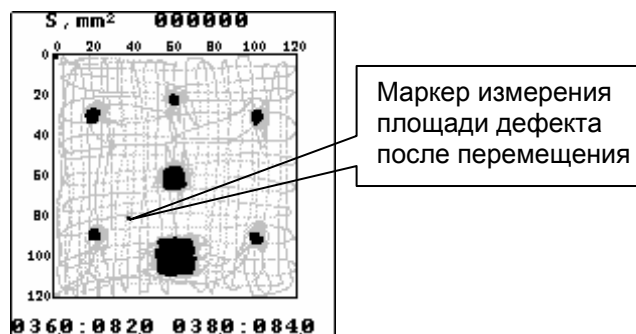 S, mm² 000000
0 20 40 60 80 100 120
0
20
40
60
80
100
120
0360:0820 0380:0840
Маркер измерения
площади дефекта
после перемещения